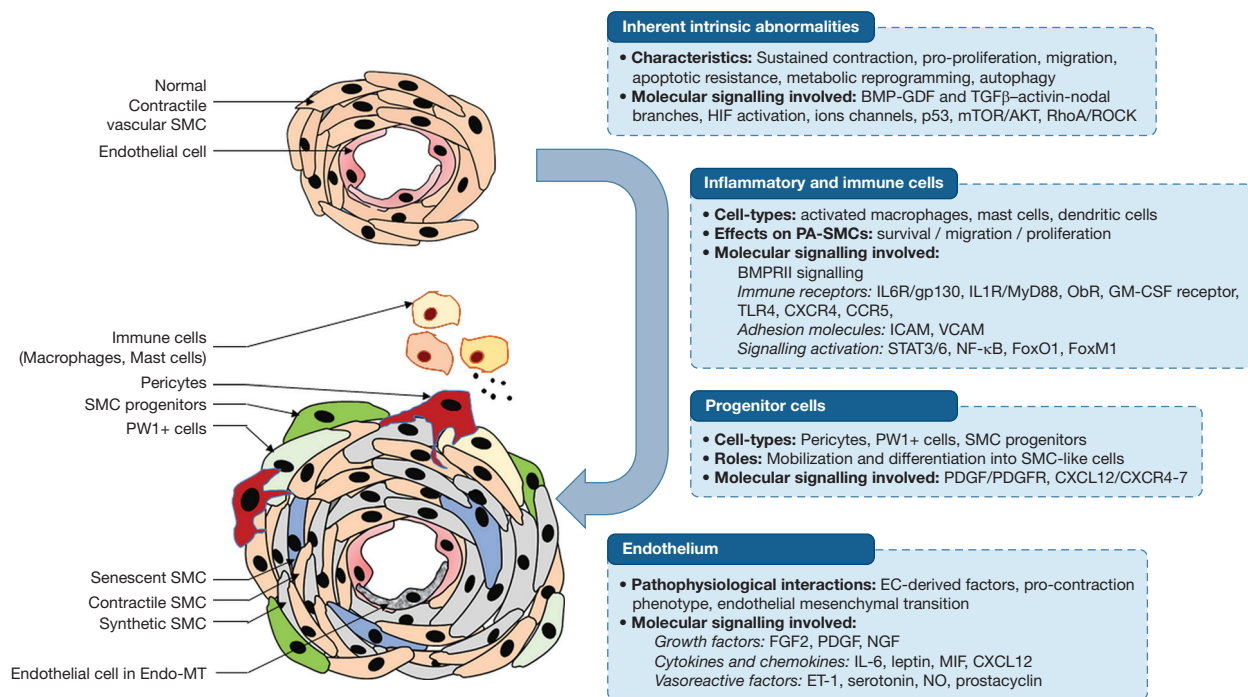 Normal
Contractile
vascular SMC
Endothelial cell
Immune cells
(Macrophages, Mast cells)
Pericytes
SMC progenitors
PW1+ cells
Senescent SMC
Contractile SMC
Synthetic SMC
Endothelial cell in Endo-MT
Inherent intrinsic abnormalities
• Characteristics: Sustained contraction, pro-proliferation, migration,
apoptotic resistance, metabolic reprogramming, autophagy
• Molecular signalling involved: BMP-GDF and TGFβ–activin-nodal
branches, HIF activation, ions channels, p53, mTOR/AKT, RhoA/ROCK
Inflammatory and immune cells
• Cell-types: activated macrophages, mast cells, dendritic cells
• Effects on PA-SMCs: survival / migration / proliferation
• Molecular signalling involved:
BMPRII signalling
Immune receptors: IL6R/gp130, IL1R/MyD88, ObR, GM-CSF receptor,
TLR4, CXCR4, CCR5,
Adhesion molecules: ICAM, VCAM
Signalling activation: STAT3/6, NF-κB, FoxO1, FoxM1
Progenitor cells
• Cell-types: Pericytes, PW1+ cells, SMC progenitors
• Roles: Mobilization and differentiation into SMC-like cells
• Molecular signalling involved: PDGF/PDGFR, CXCL12/CXCR4-7
Endothelium
• Pathophysiological interactions: EC-derived factors, pro-contraction
phenotype, endothelial mesenchymal transition
• Molecular signalling involved:
Growth factors: FGF2, PDGF, NGF
Cytokines and chemokines: IL-6, leptin, MIF, CXCL12
Vasoreactive factors: ET-1, serotonin, NO, prostacyclin